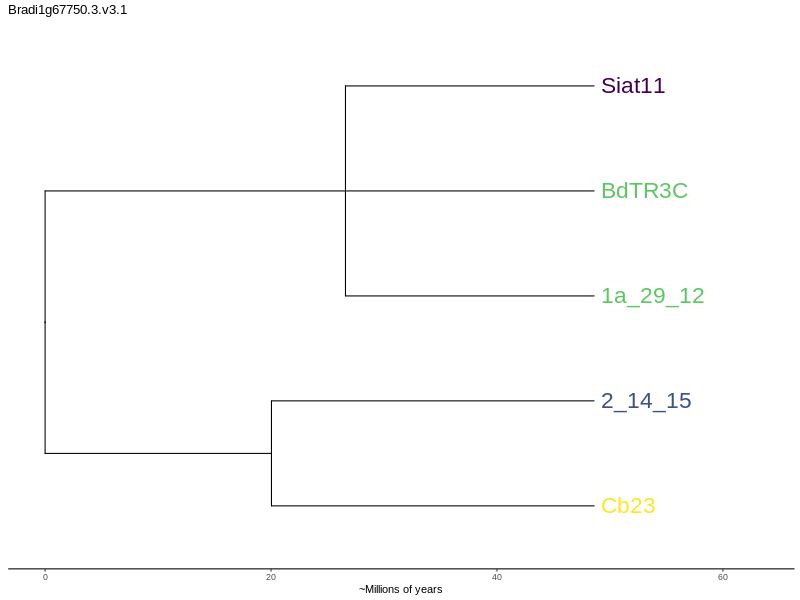 Bradi1g67750.3.v3.1
Siat11
BdTR3C
1a_29_12
2_14_15
Cb23
0 20 40 60
~Millions of years